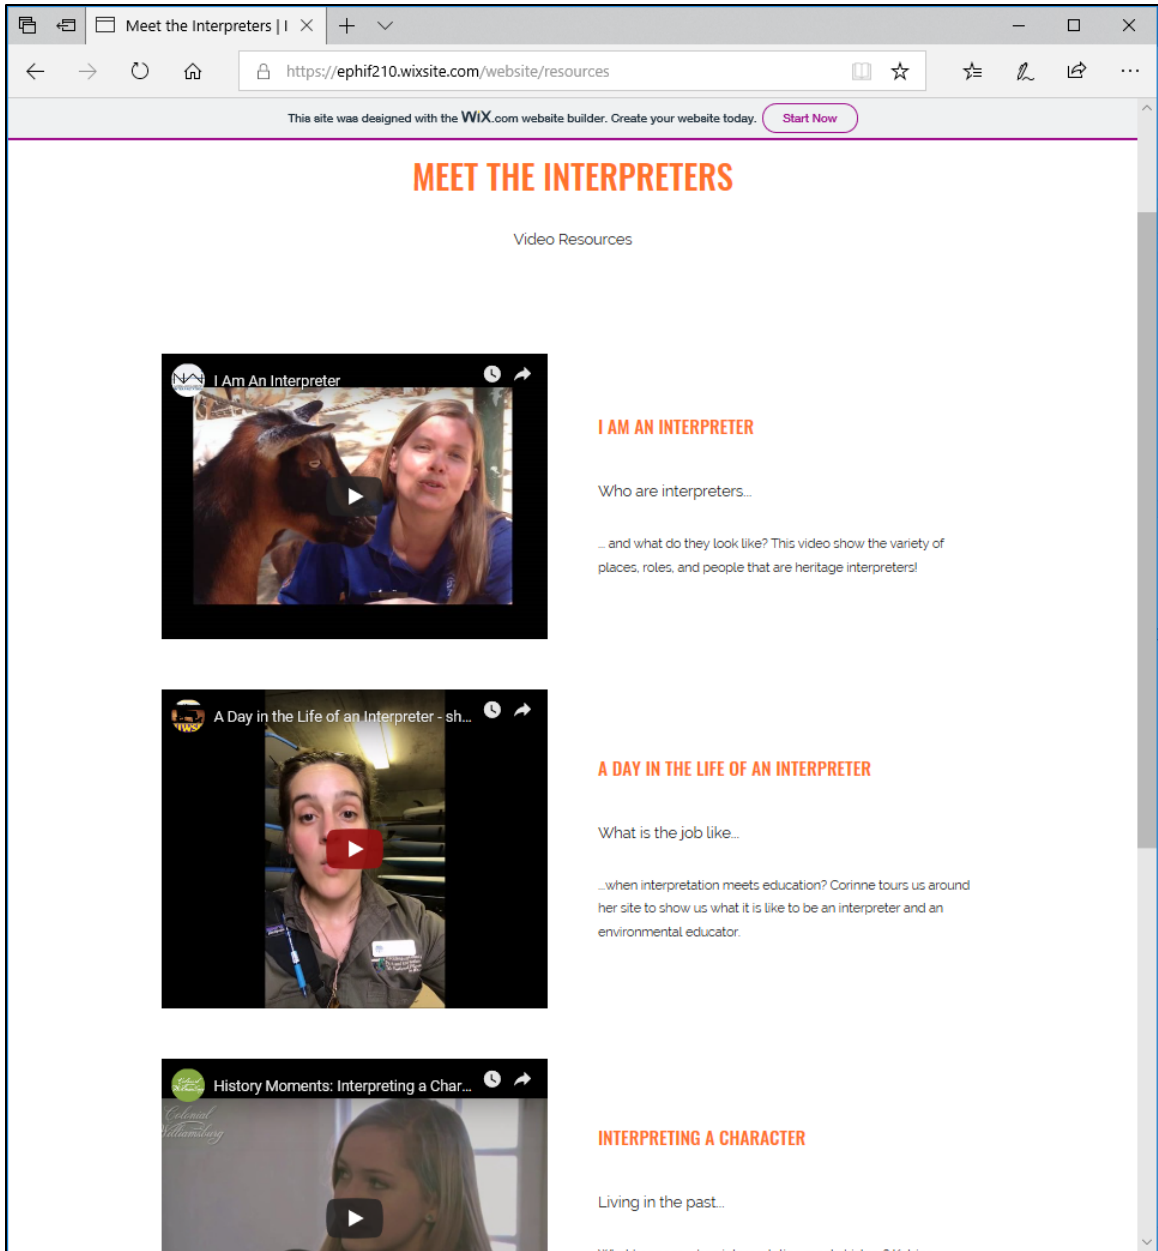 Meet the Interpreters | I
https://ephif210.wixsite.com/website/resources
This site was designed with the WiX.com website builder. Create your website today. Start Now
MEET THE INTERPRETERS
Video Resources
I Am An Interpreter
I AM AN INTERPRETER
Who are interpreters...
... and what do they look like? This video show the variety of
places, roles, and people that are heritage interpreters!
A Day in the Life of an Interpreter - sh...
A DAY IN THE LIFE OF AN INTERPRETER
What is the job like...
...when interpretation meets education? Corinne tours us around
her site to show us what it is like to be an interpreter and an
environmental educator.
History Moments: Interpreting a Char...
Colonial
Williamsburg
INTERPRETING A CHARACTER
Living in the past...